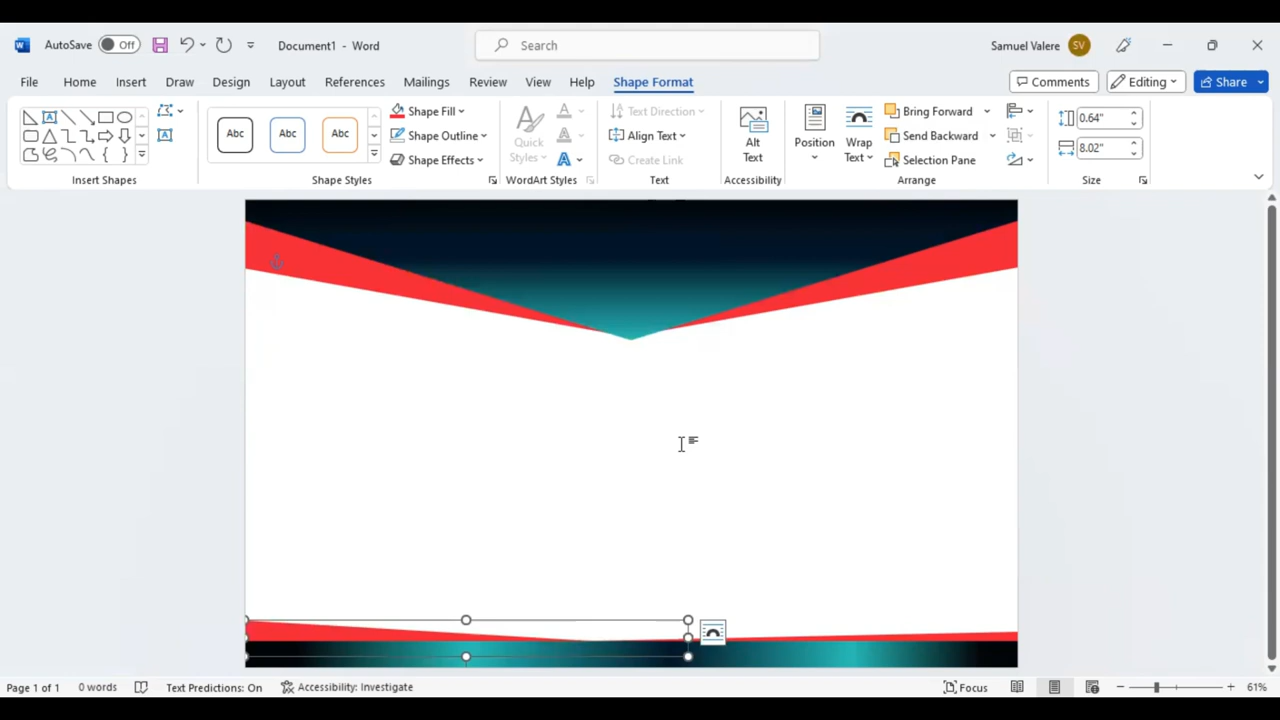 AutoSave Off Document1 - Word Search Samuel Valere SV
File Home Insert Draw Design Layout References Mailings Review View Help Shape Format Comments Editing Share
Abc Abc Abc
Shape Fill
Shape Outline
Shape Effects
Quick
Styles
Text Direction
Align Text
Create Link
Alt
Text
Position
Wrap
Text
Bring Forward
Send Backward
Selection Pane
0.64"
8.02"
Insert Shapes Shape Styles WordArt Styles Text Accessibility Arrange Size
Page 1 of 1 0 words Text Predictions: On Accessibility: Investigate Focus 61%